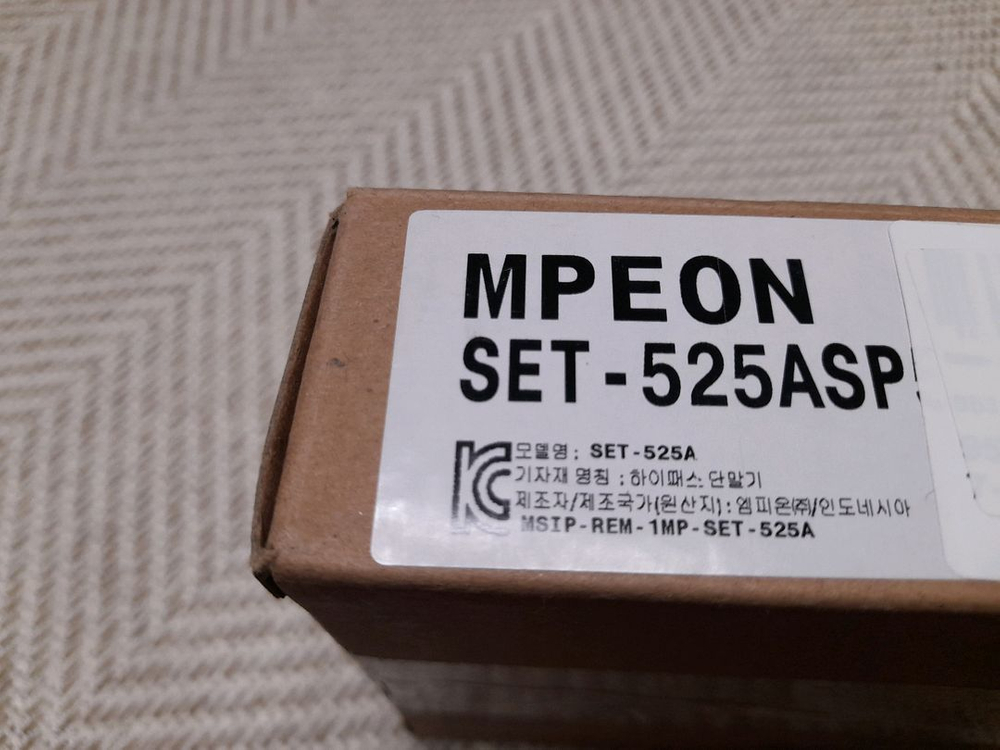 MPEON
SET-525ASP
모델명 : SET-525A
기자재 명칭 : 하이패스 단말기
제조자/제조국가(원산지) : 엠피온㈜/인도네시아
MSIP-REM-1MP-SET-525A